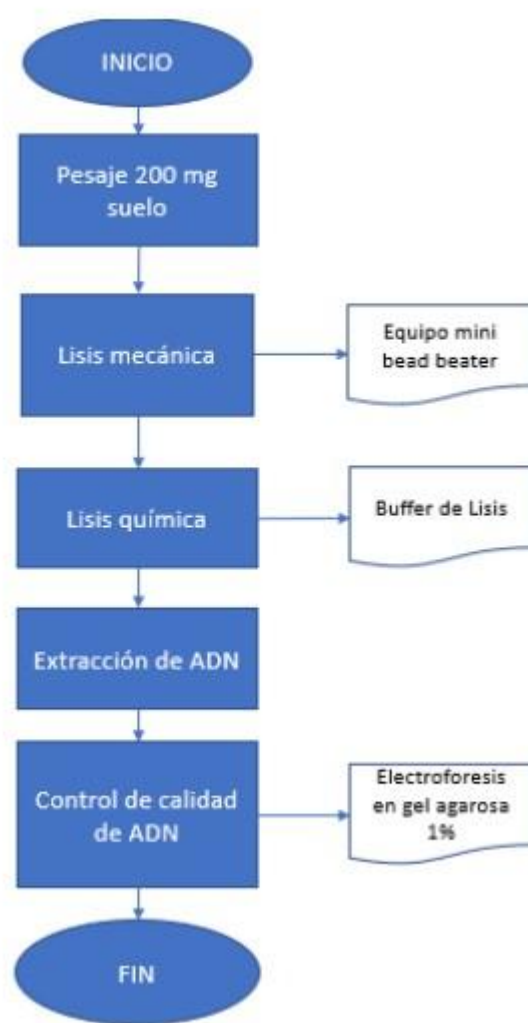 INICIO
Pesaje 200 mg
suelo
Lisis mecánica
Equipo mini
bead beater
Lisis química
Buffer de Lisis
Extracción de ADN
Control de calidad
de ADN
Electroforesis
en gel agarosa
1%
FIN